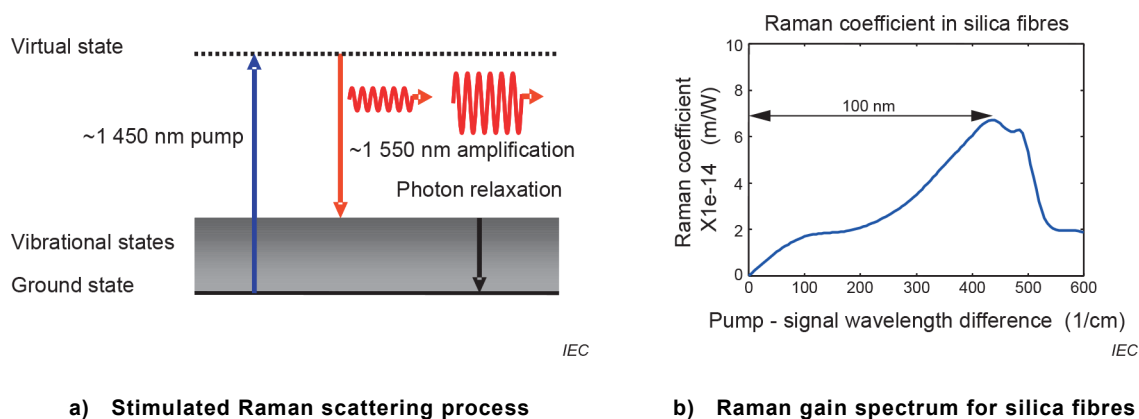 Virtual state
~1 450 nm pump
~1 550 nm amplification
Photon relaxation
Vibrational states
Ground state
IEC
a) Stimulated Raman scattering process
Raman coefficient in silica fibres
Raman coefficient
X1e-14 (m/W)
10
8
6
4
2
0
100 nm
0 100 200 300 400 500 600
Pump - signal wavelength difference (1/cm)
IEC
b) Raman gain spectrum for silica fibres